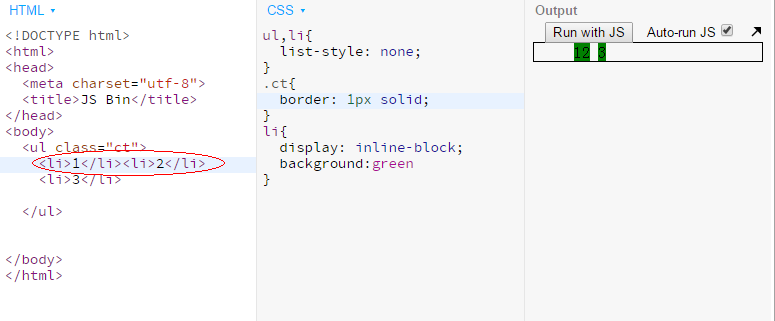 HTML
<!DOCTYPE html>
<html>
<head>
<meta charset="utf-8">
<title>JS Bin</title>
</head>
<body>
<ul class="ct">
<li>1</li><li>2</li>
<li>3</li>
</ul>
</body>
</html>
CSS
ul,li{
list-style: none;
}
.ct{
border: 1px solid;
}
li{
display: inline-block;
background:green
}
Output
Run with JS
Auto-run JS
12 3